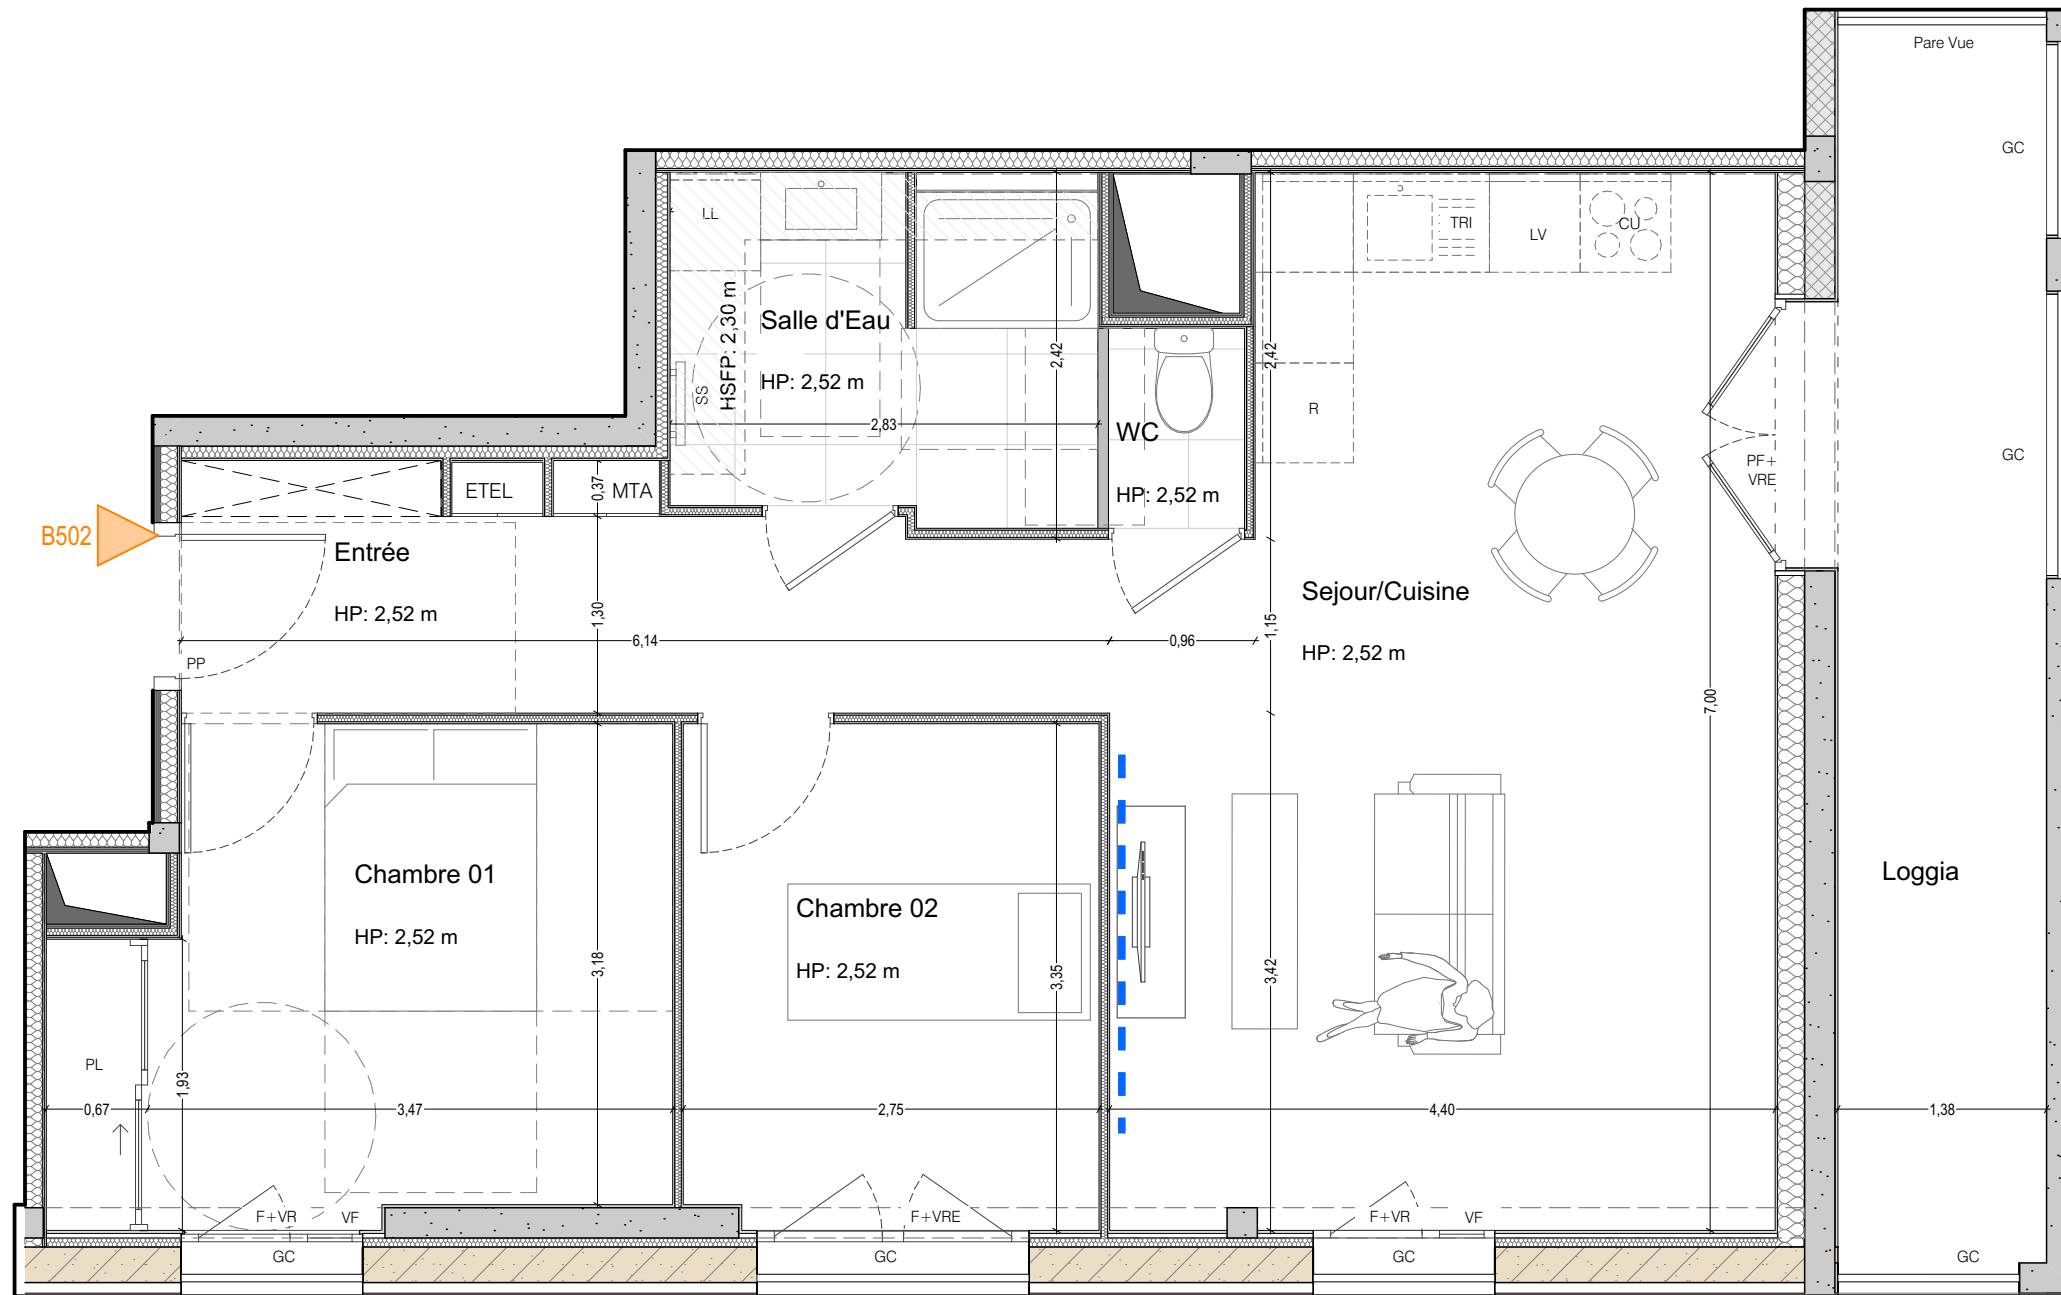 Pare Vue
GC
LL
TRI
LV
CU
HSFP: 2,30 m
SS
Salle d'Eau
HP: 2,52 m
2,42
2,83
2,42
R
WC
HP: 2,52 m
PF+
VRE
GC
ETEL
0,37
MTA
B502
Entrée
HP: 2,52 m
1,30
6,14
0,96
1,15
Sejour/Cuisine
HP: 2,52 m
PP
7,00
Chambre 01
HP: 2,52 m
3,18
Chambre 02
HP: 2,52 m
3,35
3,42
Loggia
PL
1,93
0,67
3,47
2,75
4,40
1,38
F+VR
VF
F+VRE
F+VR
VF
GC
GC
GC
GC